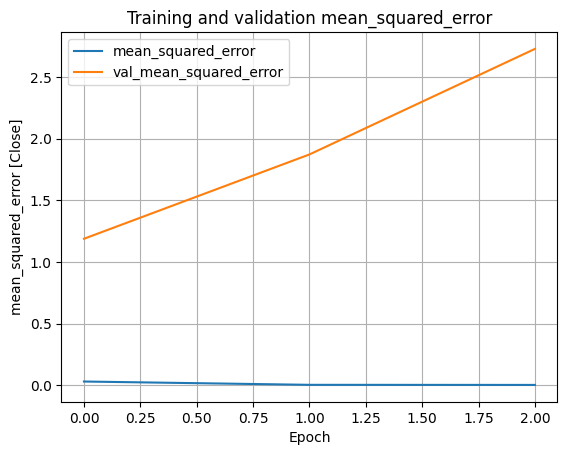 Training and validation mean_squared_error
mean_squared_error
val_mean_squared_error
mean_squared_error [Close]
2.5
2.0
1.5
1.0
0.5
0.0
0.00 0.25 0.50 0.75 1.00 1.25 1.50 1.75 2.00
Epoch